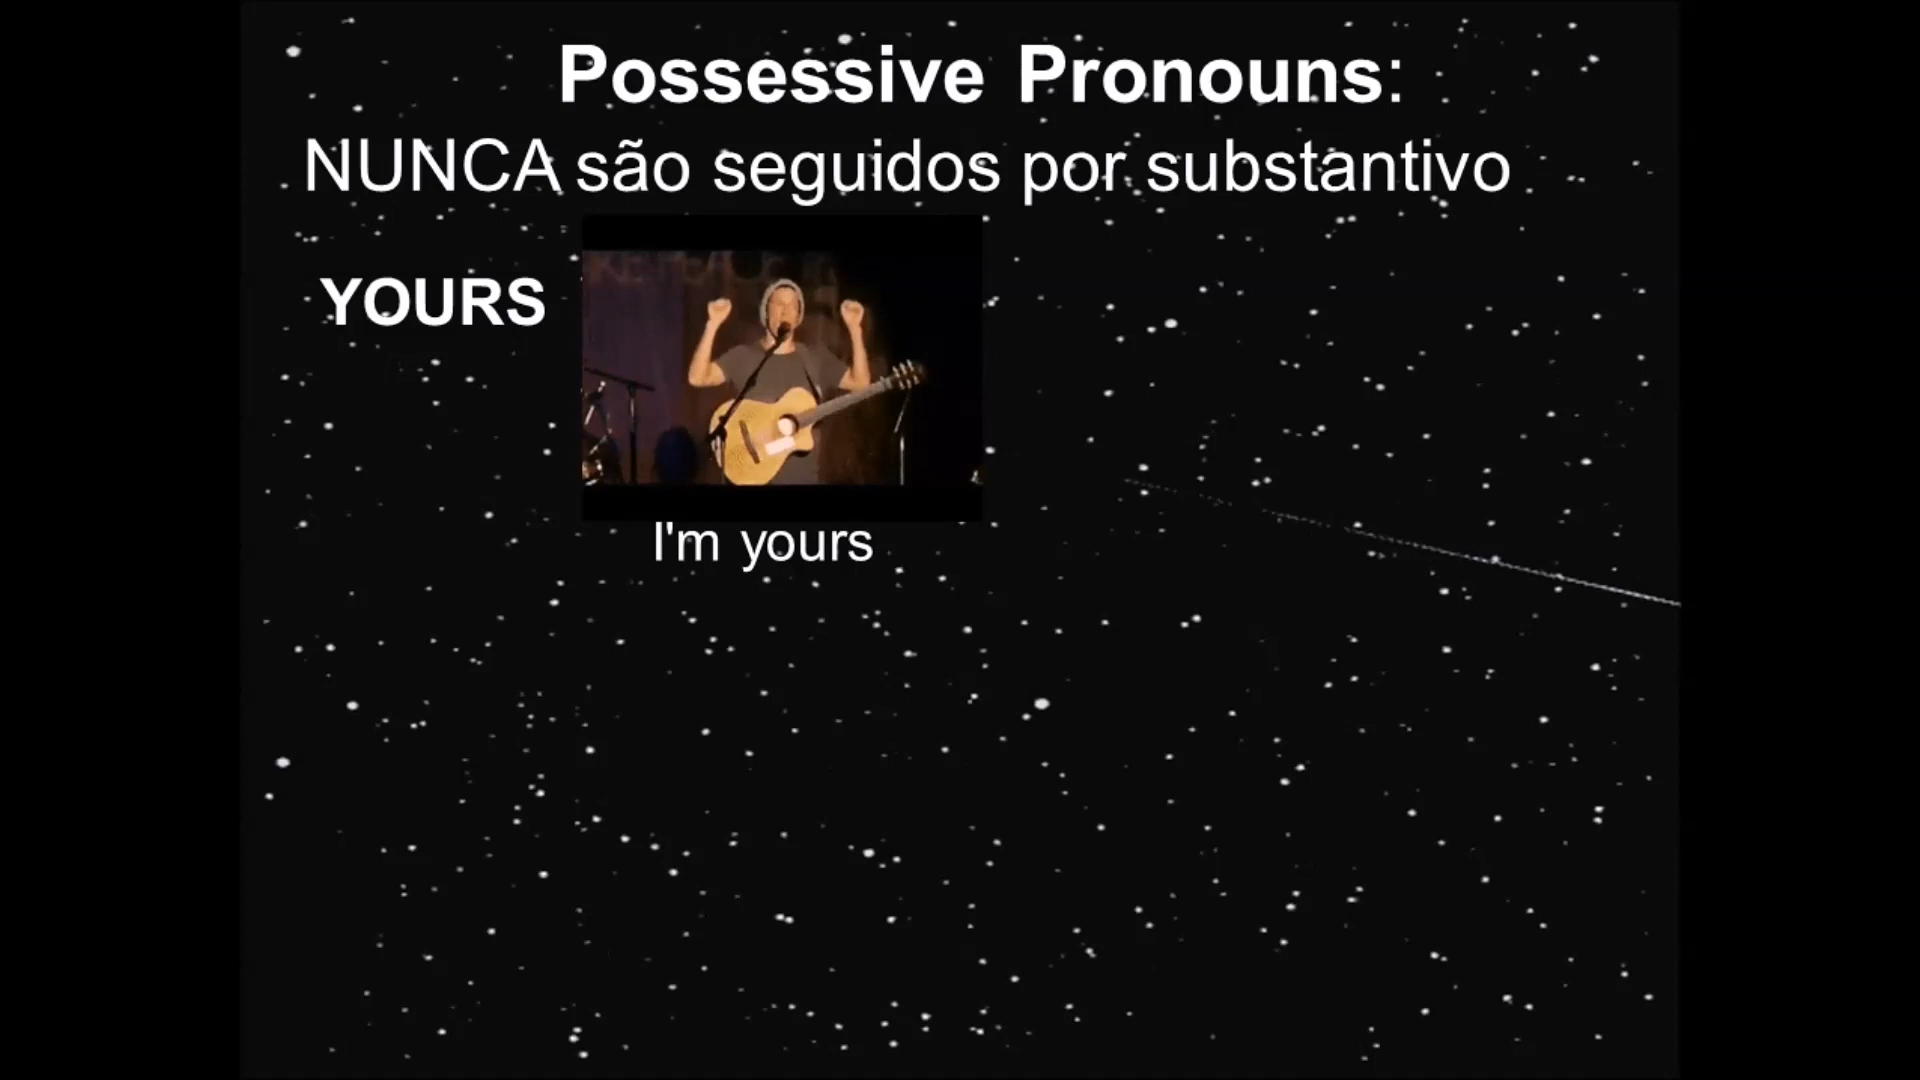 Possessive Pronouns:
NUNCA são seguidos por substantivo
YOURS
I'm yours